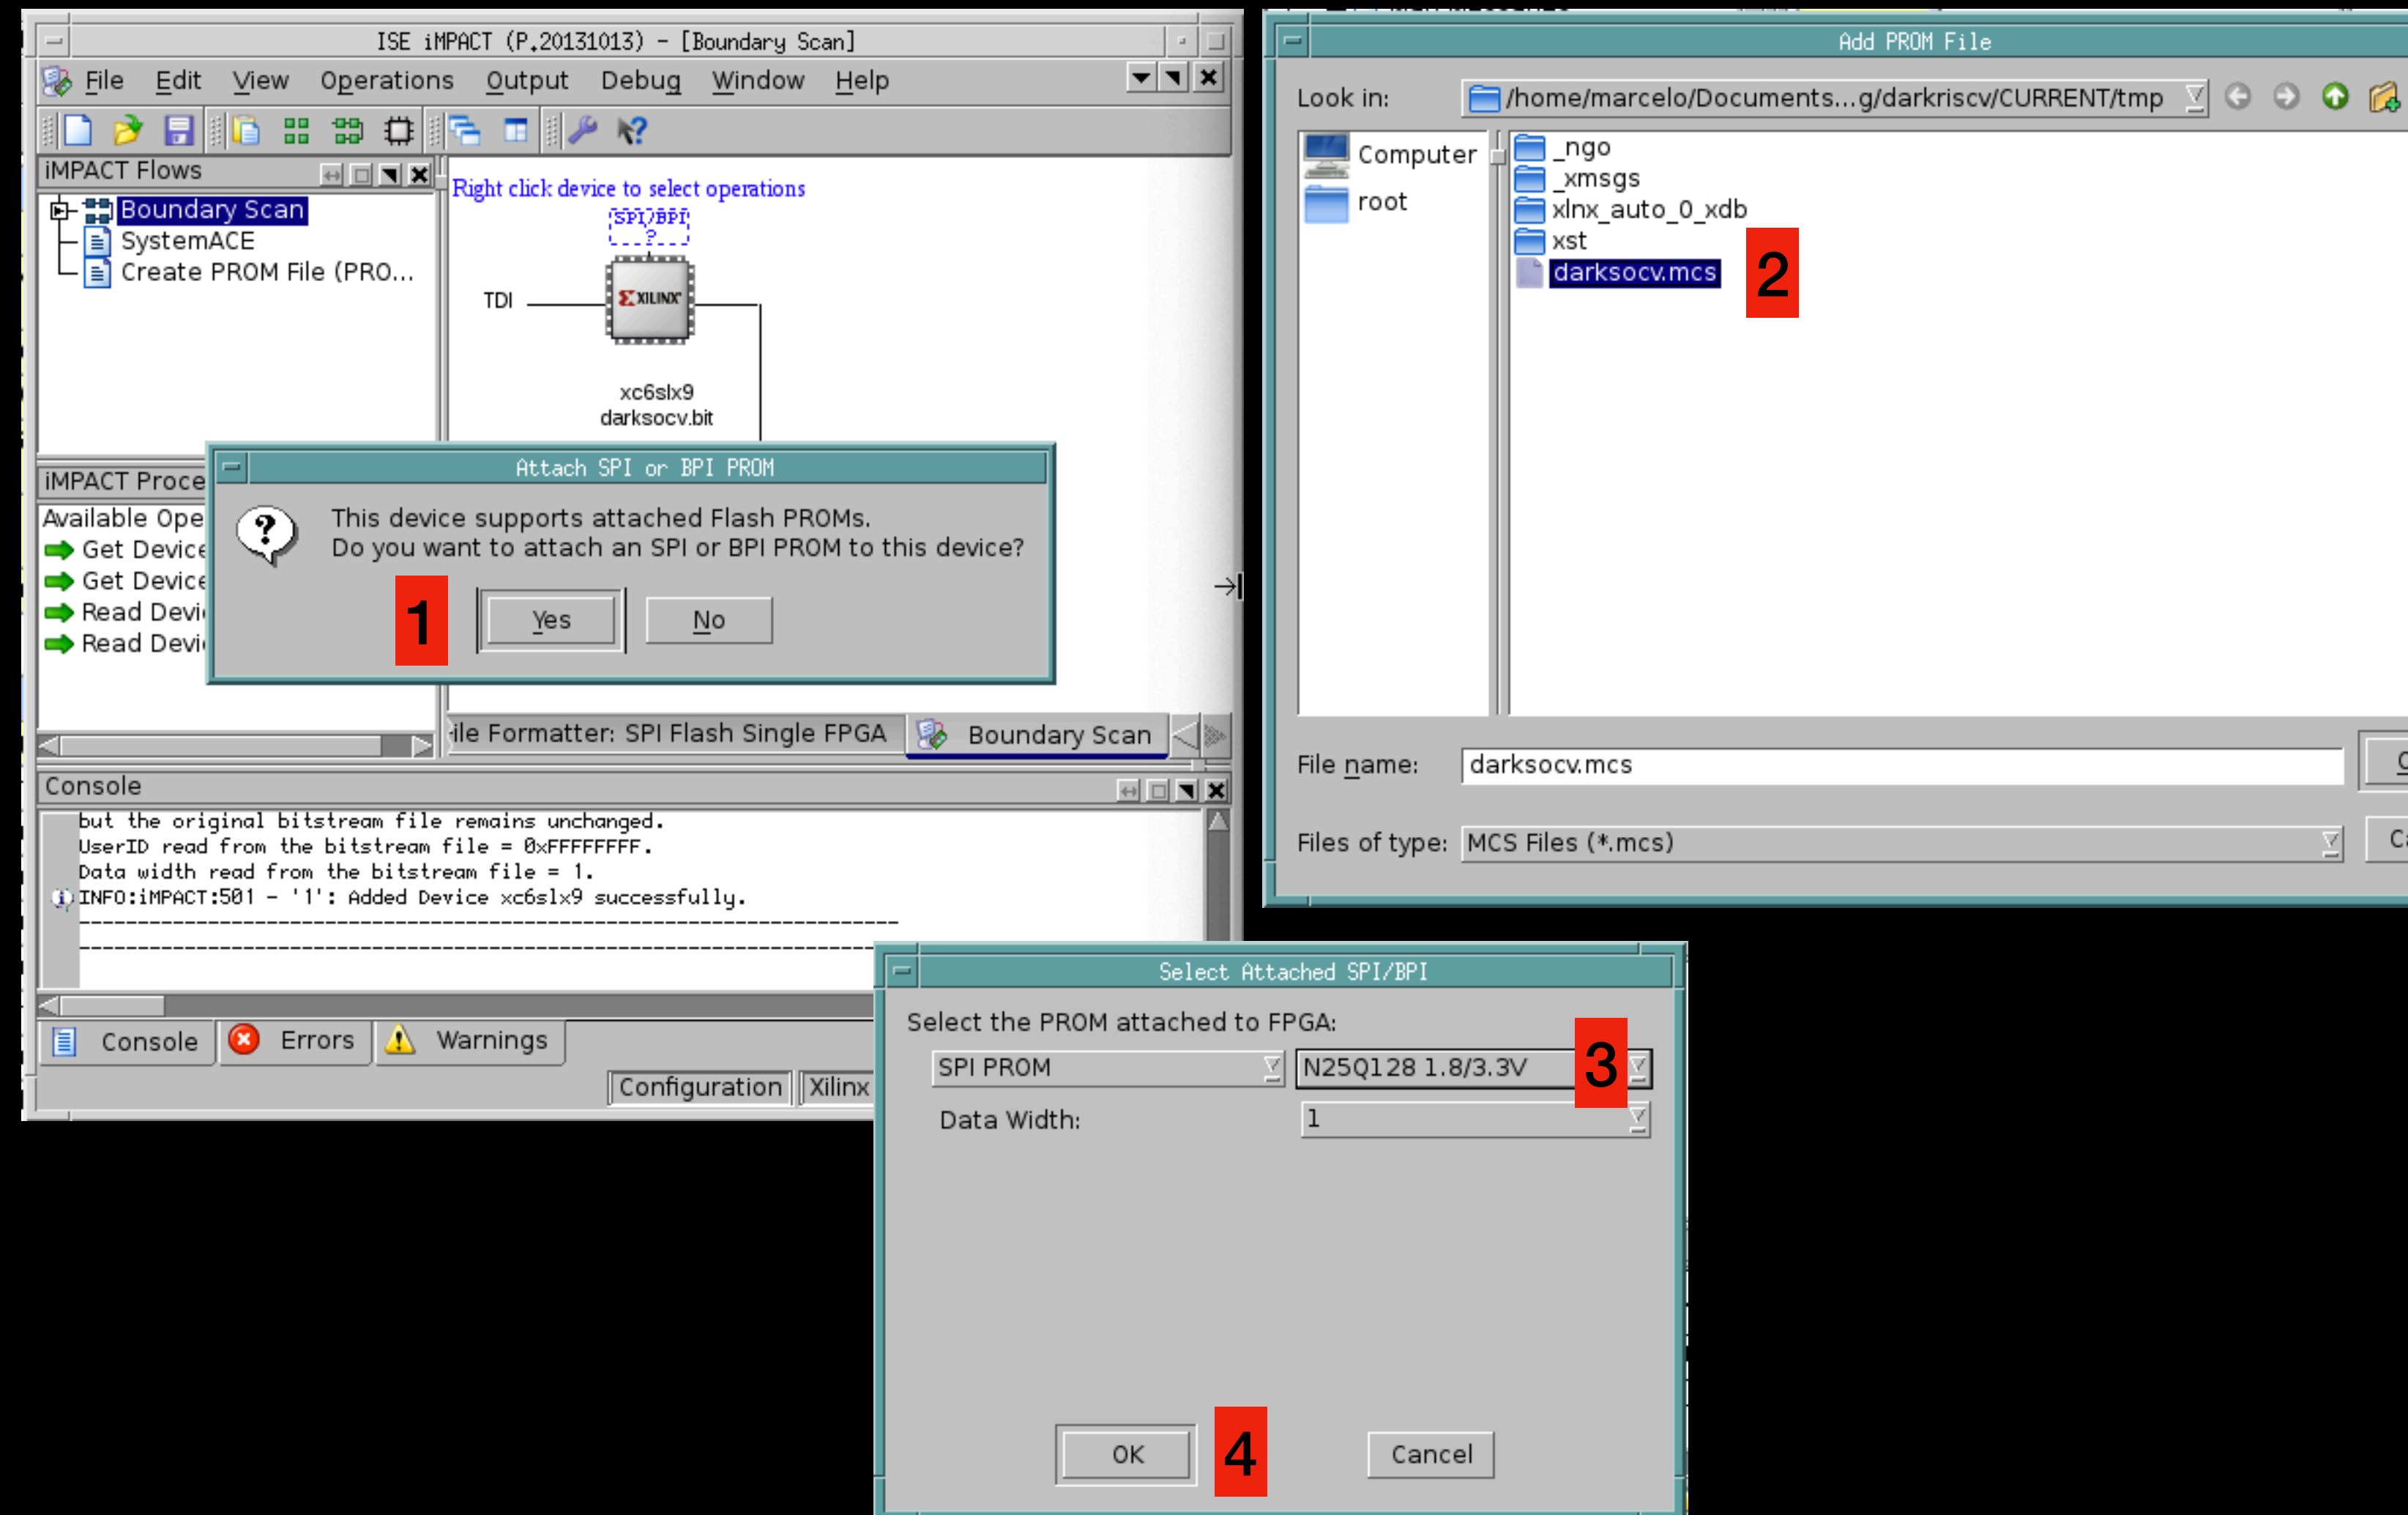 ISE iMPACT (P.20131013) - [Boundary Scan]
File Edit View Operations Output Debug Window Help
iMPACT Flows
Boundary Scan
SystemACE
Create PROM File (PRO...
Right click device to select operations
SPI/BPI
?
TDI
XILINX
xc6slx9
darksocv.bit
iMPACT Proce
Available Ope
Get Device
Get Device
Read Devi
Read Devi
Attach SPI or BPI PROM
This device supports attached Flash PROMs.
Do you want to attach an SPI or BPI PROM to this device?
1
Yes No
ile Formatter: SPI Flash Single FPGA Boundary Scan
Console
but the original bitstream file remains unchanged.
UserID read from the bitstream file = 0xFFFFFFFF.
Data width read from the bitstream file = 1.
INFO:iMPACT:501 - '1': Added Device xc6slx9 successfully.
Console Errors Warnings
Configuration Xilinx
Add PROM File
Look in: /home/marcelo/Documents...g/darkriscv/CURRENT/tmp
Computer
root
_ngo
_xmsgs
xlnx_auto_0_xdb
xst
darksocv.mcs
2
File name: darksocv.mcs
Files of type: MCS Files (*.mcs)
Select Attached SPI/BPI
Select the PROM attached to FPGA:
SPI PROM N25Q128 1.8/3.3V 3
Data Width: 1
OK 4 Cancel